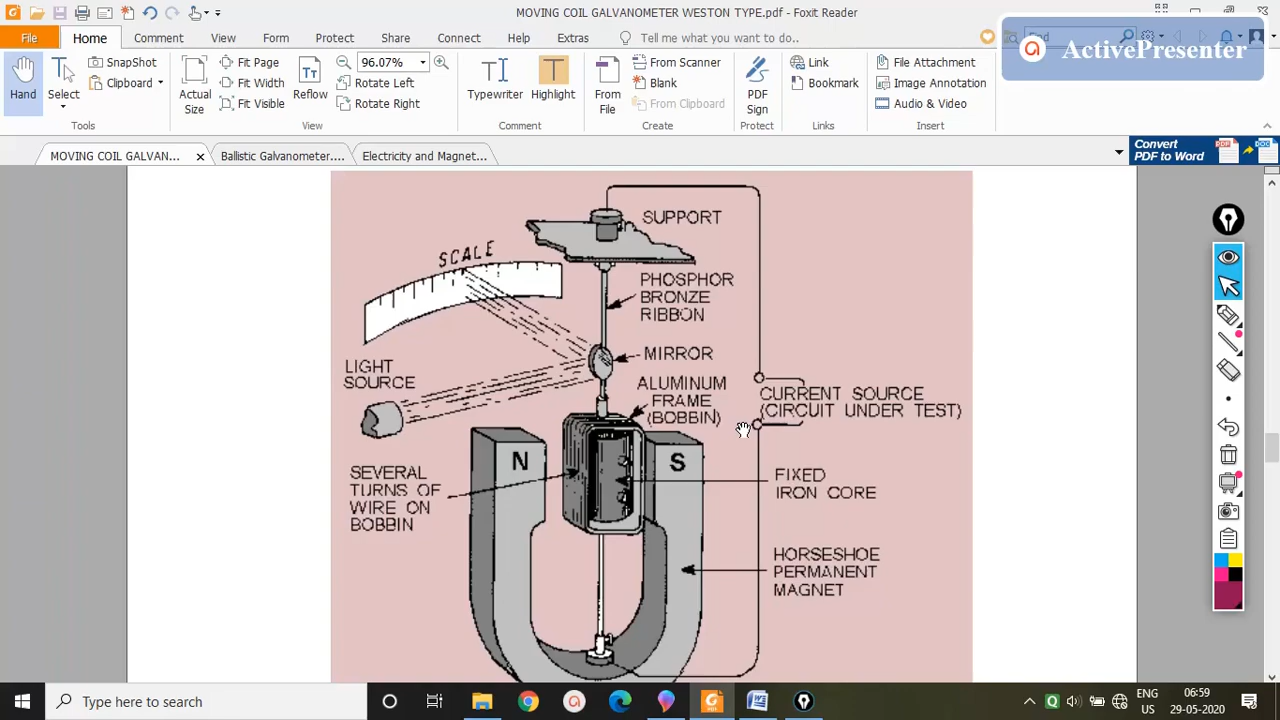 MOVING COIL GALVANOMETER WESTON TYPE.pdf - Foxit Reader
ActivePresenter
File
Home
Comment
View
Form
Protect
Share
Connect
Help
Extras
Tell me what you want to do..
Hand
Select
SnapShot
Clipboard
Tools
Actual
Size
Fit Page
Fit Width
Fit Visible
Reflow
96.07%
Rotate Left
Rotate Right
View
Typewriter
Highlight
Comment
From
File
From Scanner
Blank
From Clipboard
Create
PDF
Sign
Protect
Link
Bookmark
Links
File Attachment
Image Annotation
Audio & Video
Insert
MOVING COIL GALVAN...
Ballistic Galvanometer....
Electricity and Magnet...
Convert
PDF to Word
SUPPORT
SCALE
PHOSPHOR
BRONZE
RIBBON
MIRROR
LIGHT
SOURCE
ALUMINUM
FRAME
(BOBBIN)
CURRENT SOURCE
(CIRCUIT UNDER TEST)
N
S
SEVERAL
TURNS OF
WIRE ON
BOBBIN
FIXED
IRON CORE
HORSESHOE
PERMANENT
MAGNET
Type here to search
ENG
US
06:59
29-05-2020